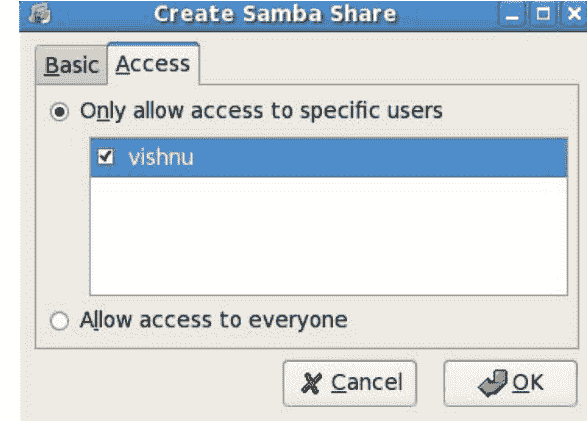 Create Samba Share
Basic Access
Only allow access to specific users
vishnu
Allow access to everyone
Cancel OK